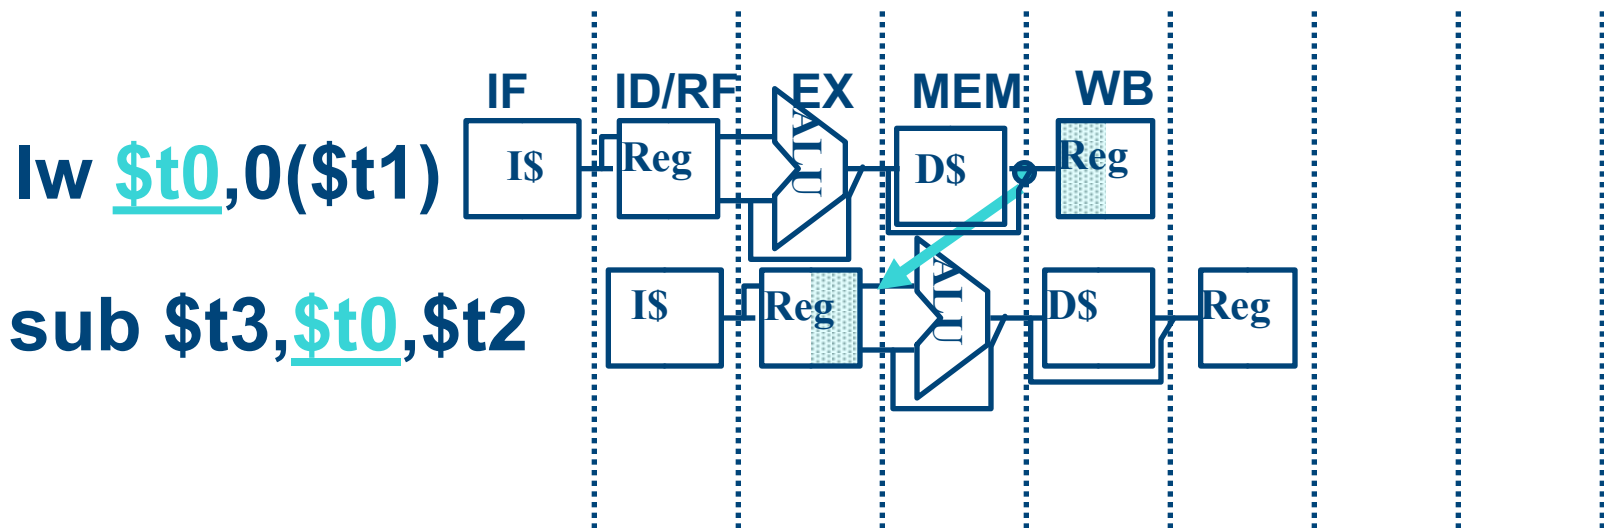 IF ID/RF EX MEM WB
lw $t0,0($t1) I$ Reg ALU D$ Reg
sub $t3,$t0,$t2 I$ Reg ALU D$ Reg